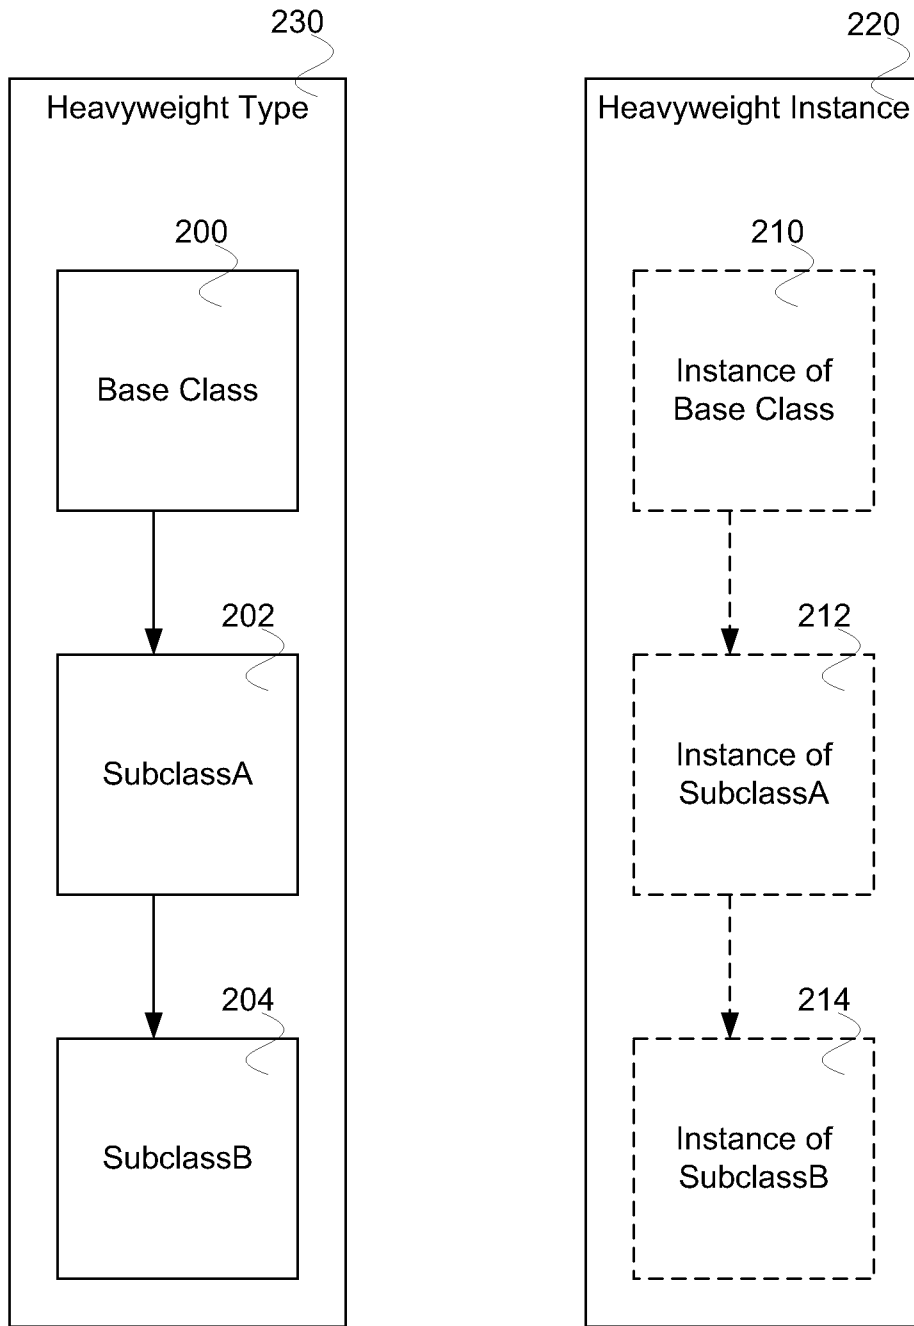 230
Heavyweight Type
200
Base Class
202
SubclassA
204
SubclassB
220
Heavyweight Instance
210
Instance of
Base Class
212
Instance of
SubclassA
214
Instance of
SubclassB